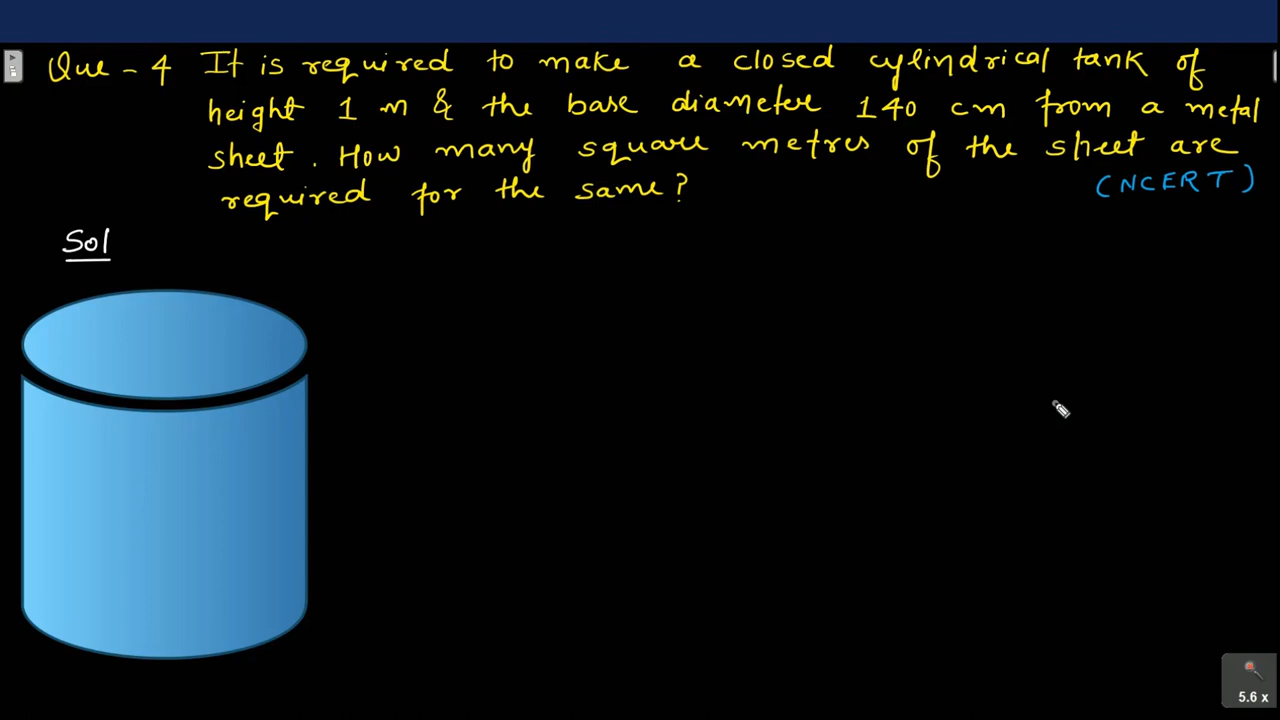 Que - 4 It is required to make a closed cylindrical tank of
height 1 m & the base diameter 140 cm from a metal
sheet. How many square metres of the sheet are
required for the same? (NCERT)
Sol
5.6 x